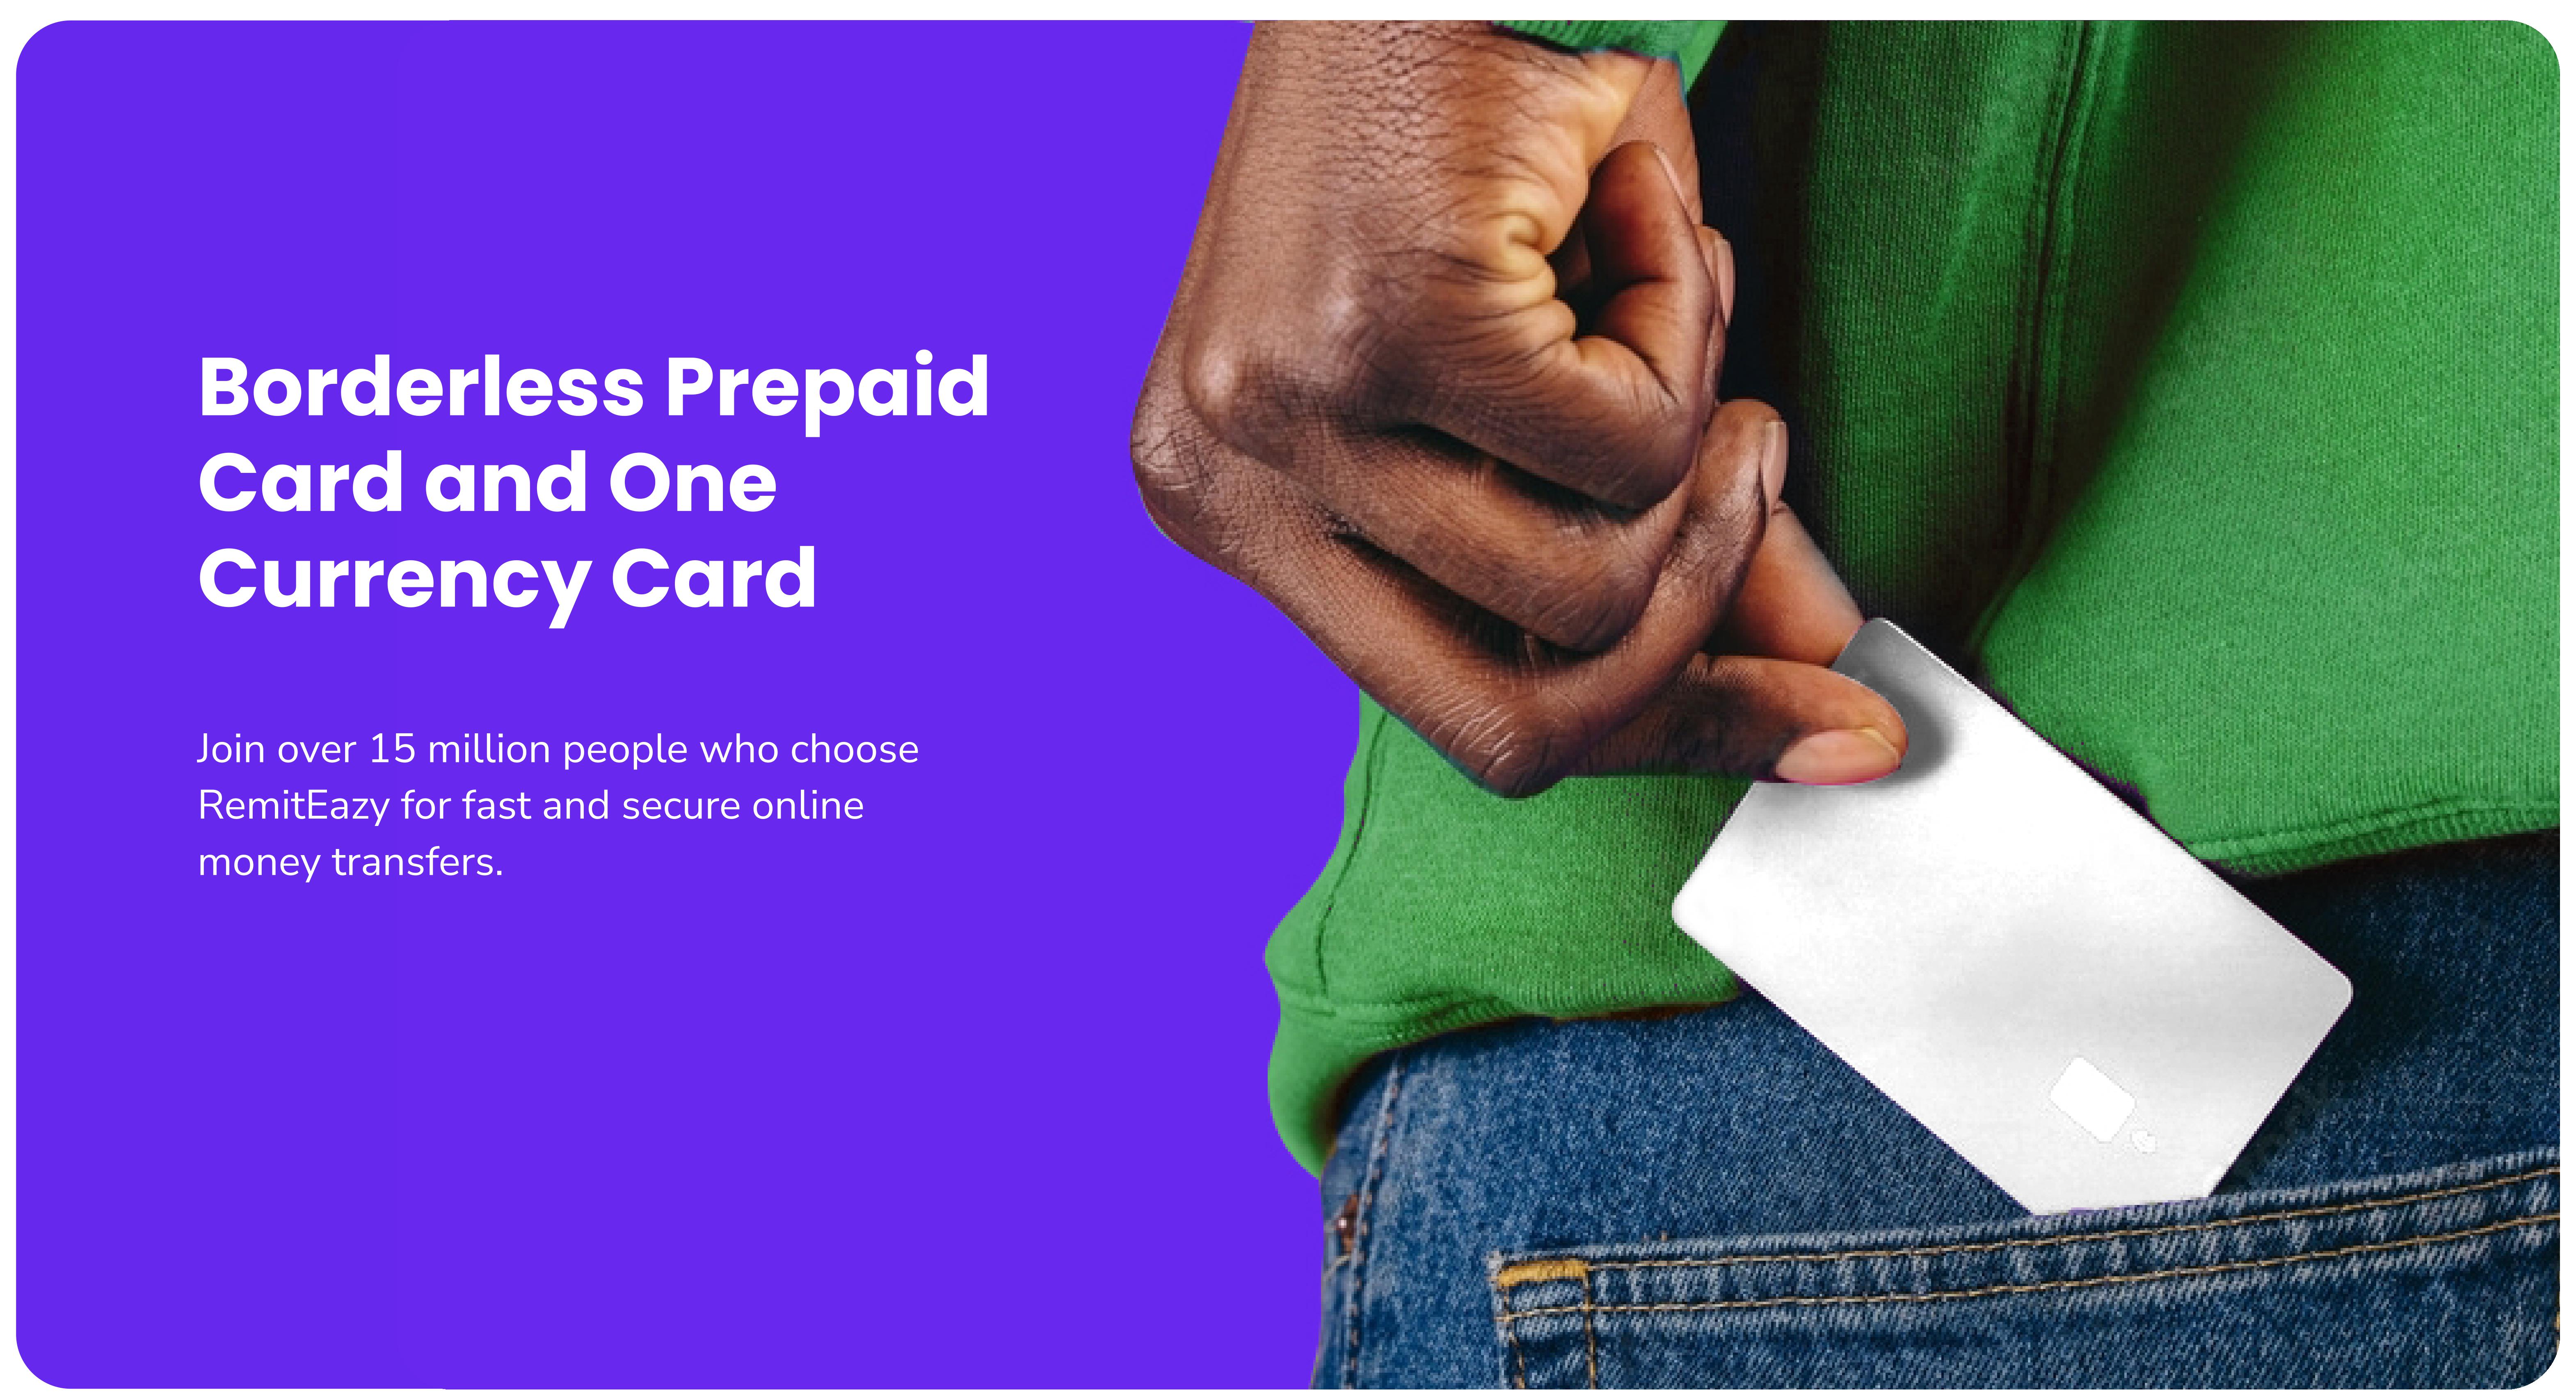 Borderless Prepaid
Card and One
Currency Card
Join over 15 million people who choose
RemitEazy for fast and secure online
money transfers.